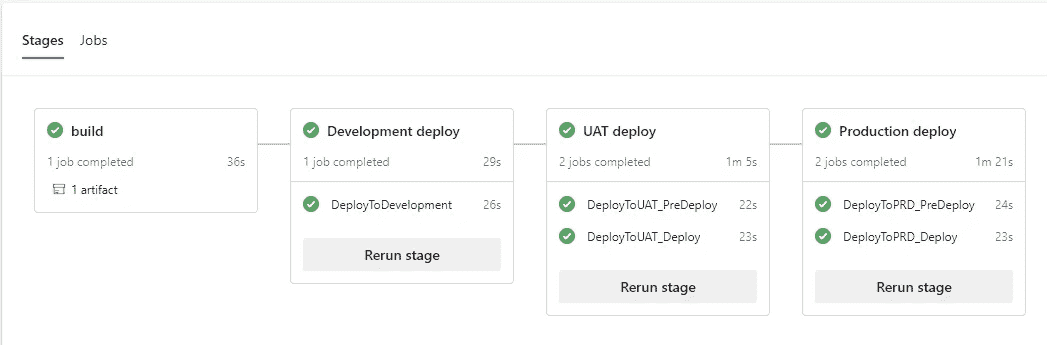 Stages Jobs
build
1 job completed 36s
1 artifact
Development deploy
1 job completed 29s
DeployToDevelopment 26s
Rerun stage
UAT deploy
2 jobs completed 1m 5s
DeployToUAT_PreDeploy 22s
DeployToUAT_Deploy 23s
Rerun stage
Production deploy
2 jobs completed 1m 21s
DeployToPRD_PreDeploy 24s
DeployToPRD_Deploy 23s
Rerun stage